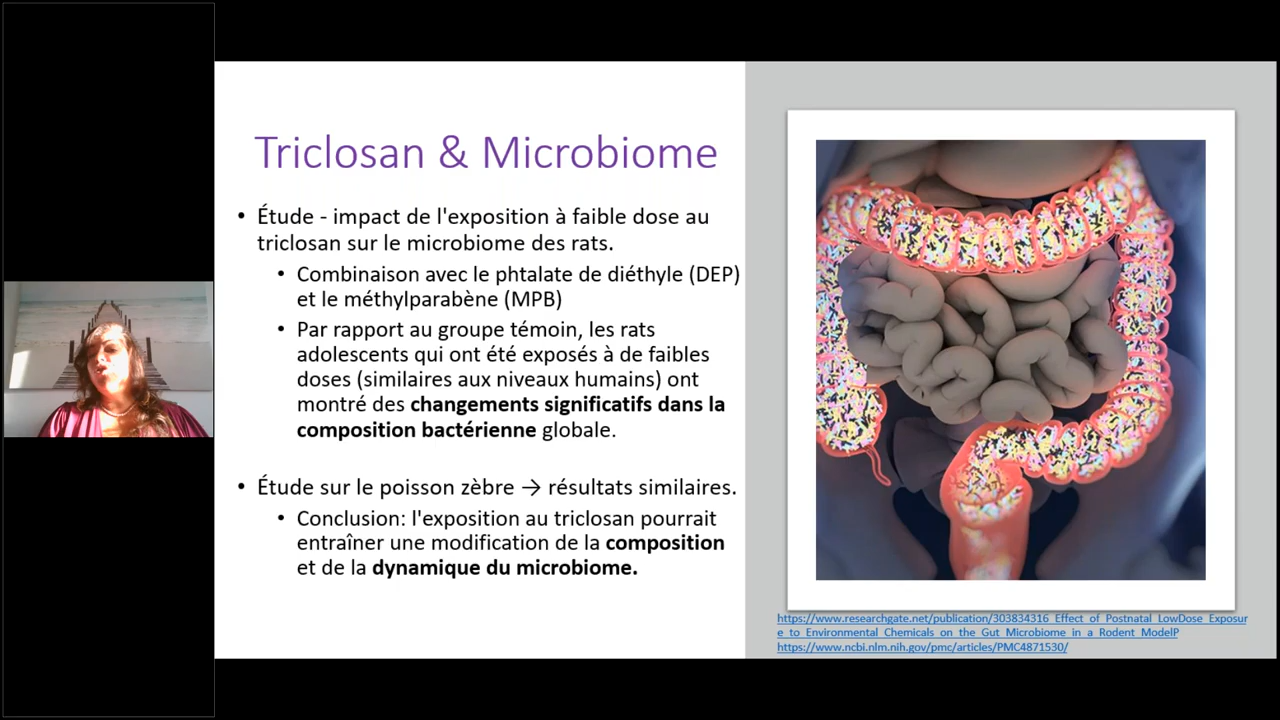 Triclosan & Microbiome
• Étude - impact de l'exposition à faible dose au
triclosan sur le microbiome des rats.
• Combinaison avec le phtalate de diéthyle (DEP)
et le méthylparabène (MPB)
• Par rapport au groupe témoin, les rats
adolescents qui ont été exposés à de faibles
doses (similaires aux niveaux humains) ont
montré des changements significatifs dans la
composition bactérienne globale.
• Étude sur le poisson zèbre → résultats similaires.
• Conclusion: l'exposition au triclosan pourrait
entraîner une modification de la composition
et de la dynamique du microbiome.
https://www.researchgate.net/publication/303834316_Effect_of_Postnatal_LowDose_Exposur
e_to_Environmental_Chemicals_on_the_Gut_Microbiome_in_a_Rodent_ModelP
https://www.ncbi.nlm.nih.gov/pmc/articles/PMC4871530/